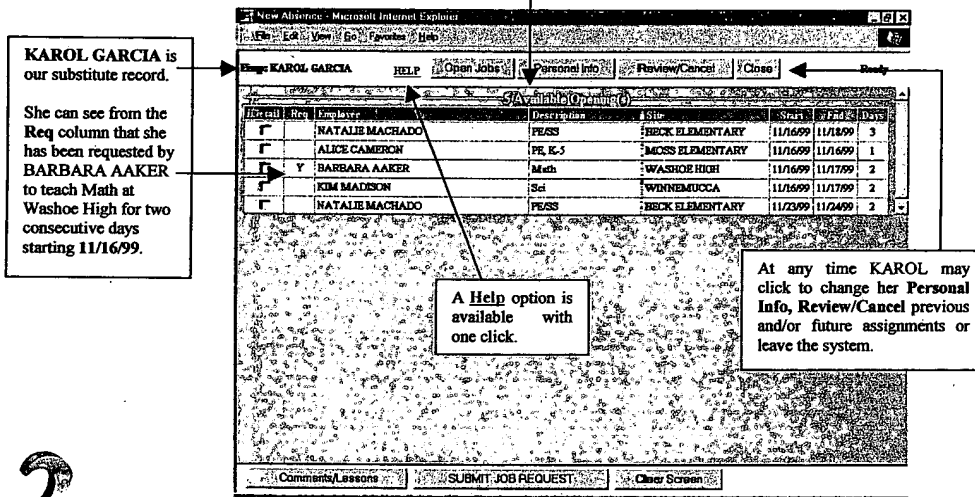 New Absence - Microsoft Internet Explorer
File Edit View Go Favorites Help
KAROL GARCIA HELP Open Jobs Personal Info Review/Cancel Close Ready
5 Available Opening(s)
Detail Req Employee Description Site Start End Days
NATALIE MACHADO PE/SS BECK ELEMENTARY 11/16/99 11/18/99 3
ALICE CAMERON PE, K-5 MOSS ELEMENTARY 11/16/99 11/16/99 1
Y BARBARA AAKER Math WASHOE HIGH 11/16/99 11/17/99 2
KIM MADISON Sci WINNEMUCCA 11/16/99 11/17/99 2
NATALIE MACHADO PE/SS BECK ELEMENTARY 11/23/99 11/24/99 2
KAROL GARCIA is
our substitute record.
She can see from the
Req column that she
has been requested by
BARBARA AAKER
to teach Math at
Washoe High for two
consecutive days
starting 11/16/99.
A Help option is
available with
one click.
At any time KAROL may
click to change her Personal
Info, Review/Cancel previous
and/or future assignments or
leave the system.
Comments/Lessons SUBMIT JOB REQUEST Clear Screen
2